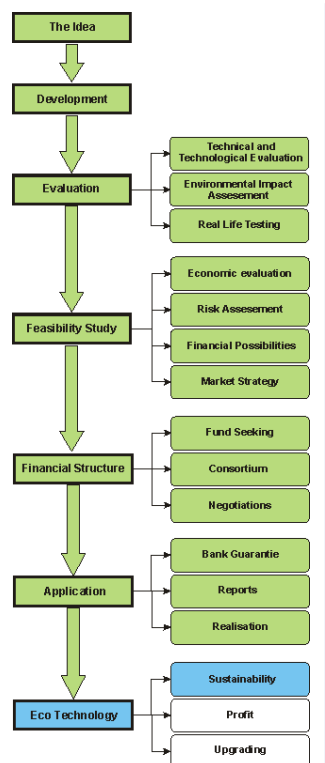 The Idea
Development
Evaluation
Technical and
Technological Evaluation
Environmental Impact
Assesement
Real Life Testing
Feasibility Study
Economic evaluation
Risk Assesement
Financial Possibilities
Market Strategy
Financial Structure
Fund Seeking
Consortium
Negotiations
Application
Bank Guarantie
Reports
Realisation
Eco Technology
Sustainability
Profit
Upgrading